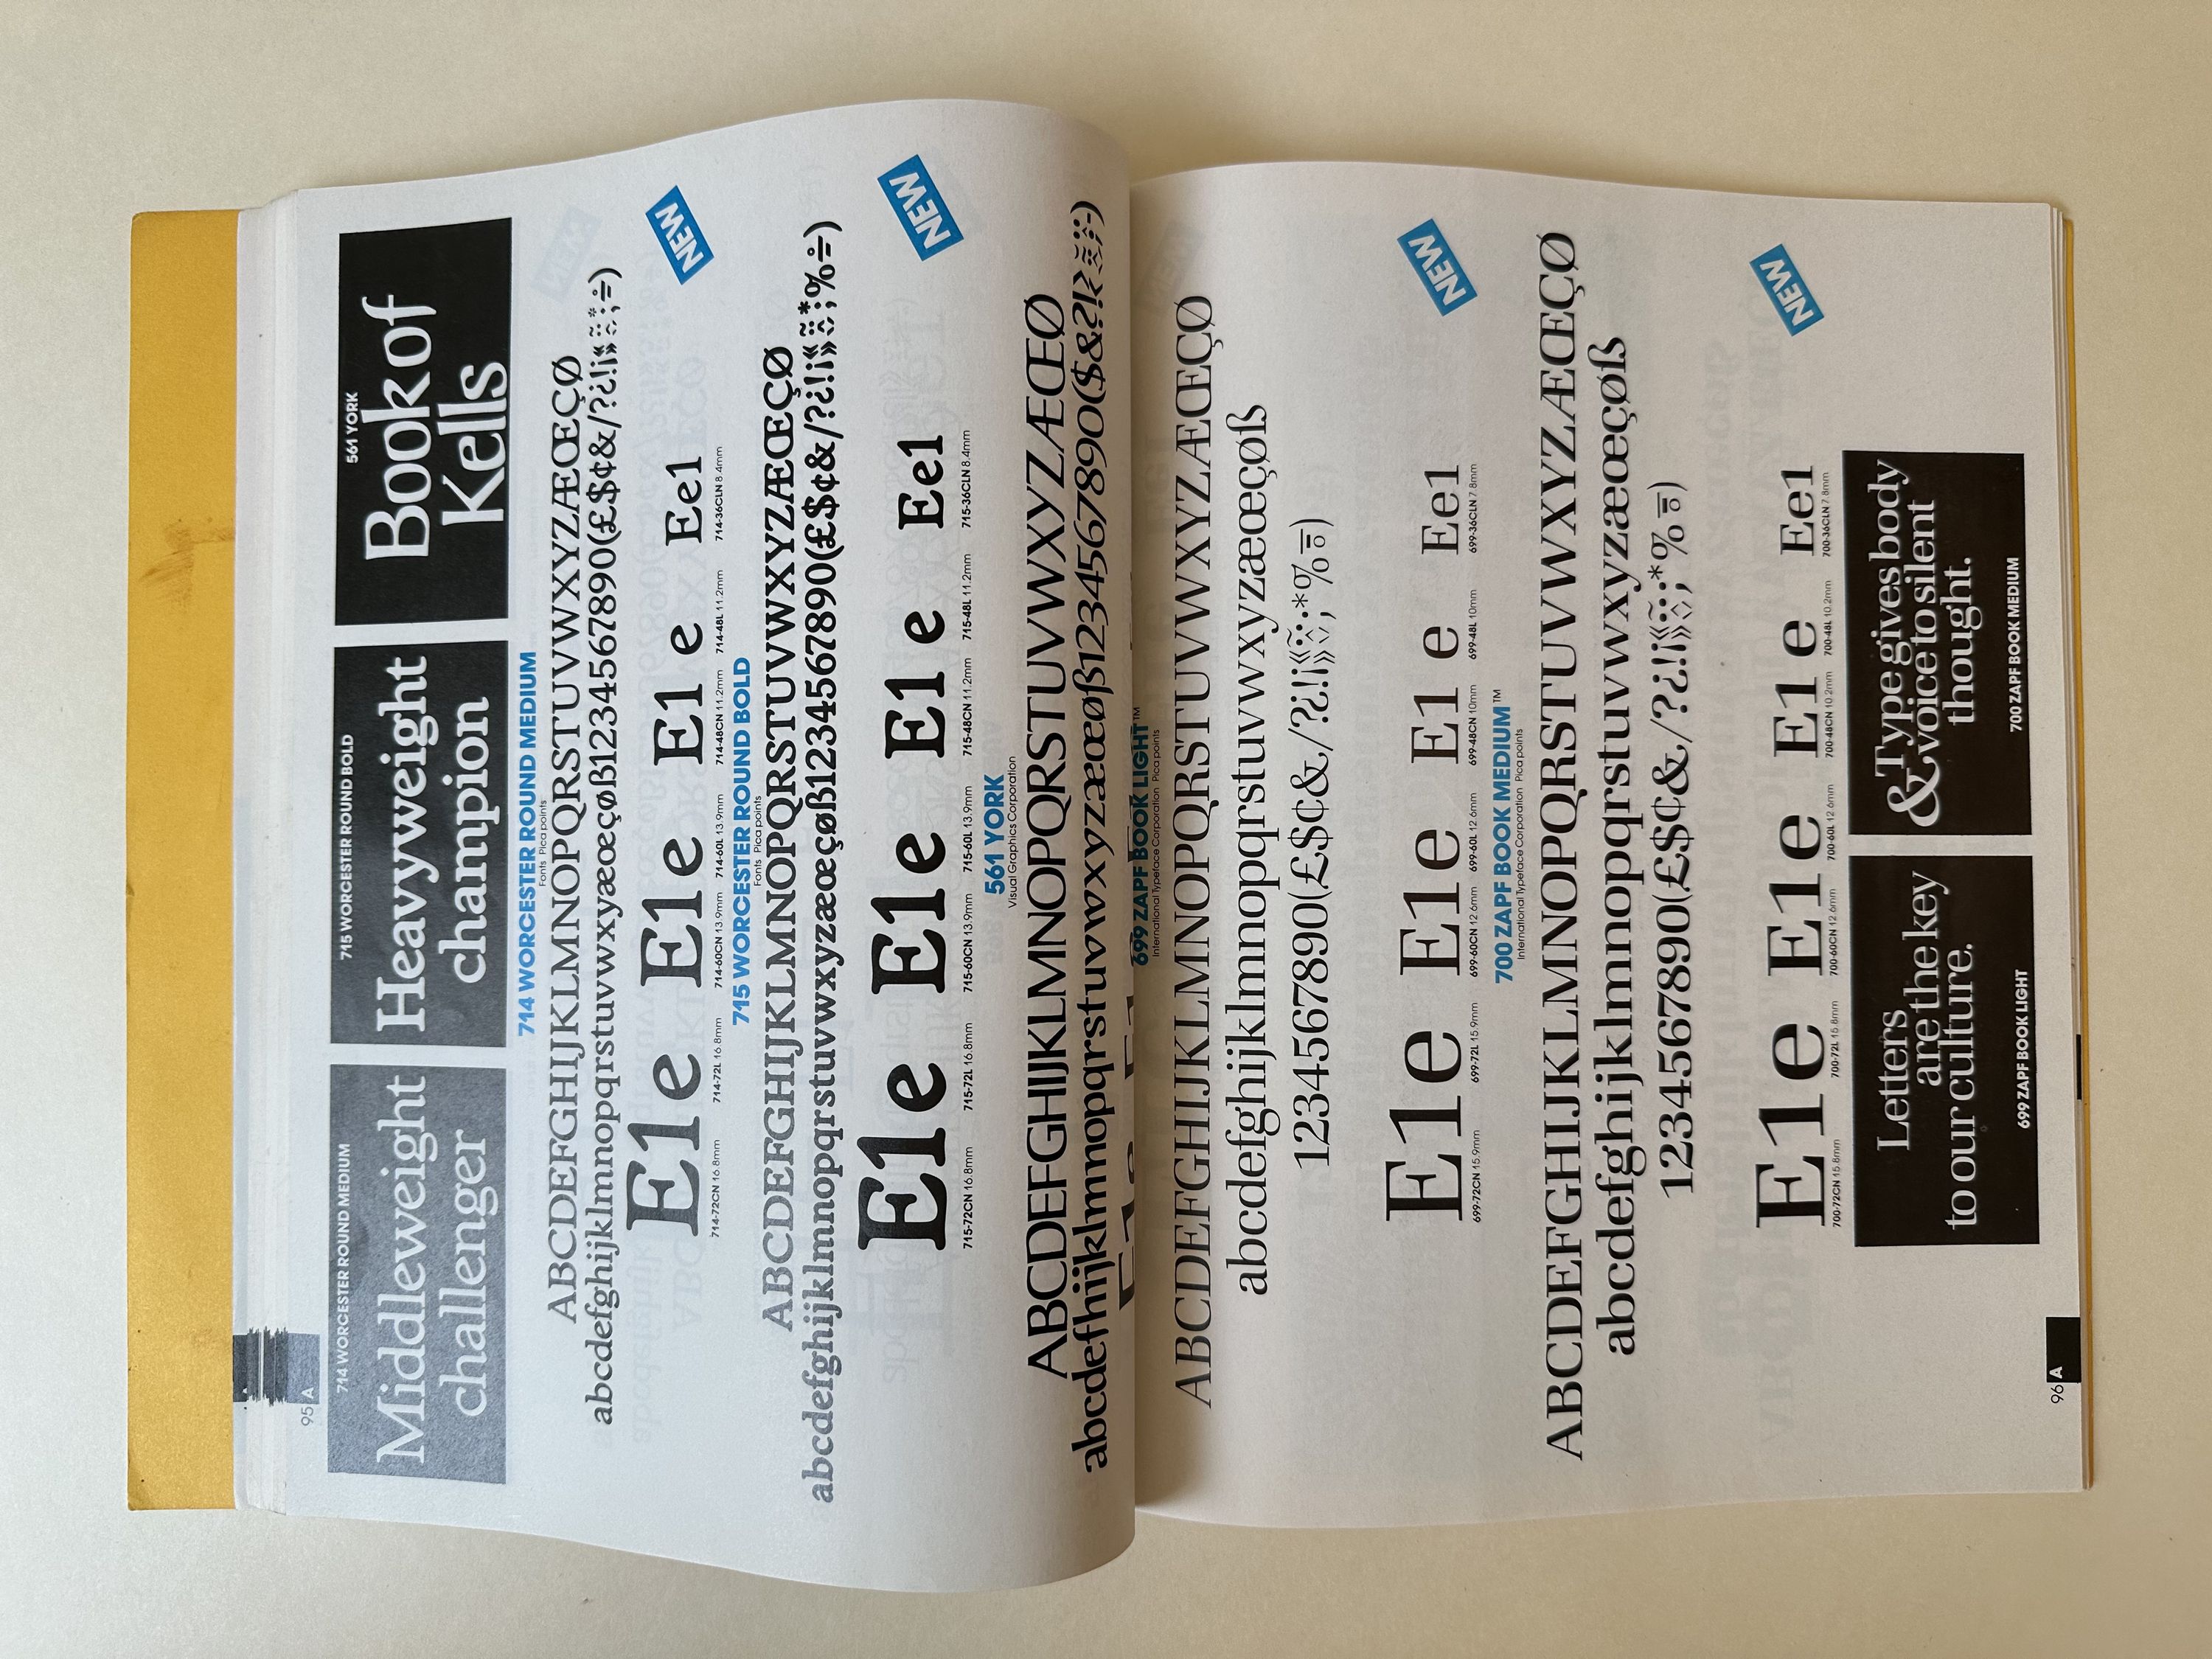 95 A
714 WORCESTER ROUND MEDIUM
Middleweight
challenger
715 WORCESTER ROUND BOLD
Heavyweight
champion
561 YORK
Book of
Kells
714 WORCESTER ROUND MEDIUM
Fonts Pica points
ABCDEFGHIJKLMNOPQRSTUVWXYZÆŒÇØ
abcdefghijklmnopqrstuvwxyzæœçøß1234567890(£$¢&/?¿!¡
NEW
E1e E1e E1 e Ee1
714-72CN 16.8mm 714-72L 16.8mm 714-60CN 13.9mm 714-60L 13.9mm 714-48CN 11.2mm 714-48L 11.2mm 714-36CLN 8.4mm
715 WORCESTER ROUND BOLD
Fonts Pica points
ABCDEFGHIJKLMNOPQRSTUVWXYZÆŒÇØ
abcdefghijklmnopqrstuvwxyzæœçøß1234567890(£$¢&/?¿!¡
NEW
E1e E1e E1 e Ee1
715-72CN 16.8mm 715-72L 16.8mm 715-60CN 13.9mm 715-60L 13.9mm 715-48CN 11.2mm 715-48L 11.2mm 715-36CLN 8.4mm
561 YORK
Visual Graphics Corporation
ABCDEFGHIJKLMNOPQRSTUVWXYZÆŒØ
699 ZAPF BOOK LIGHT™
International Typeface Corporation Pica points
ABCDEFGHIJKLMNOPQRSTUVWXYZÆŒÇØ
abcdefghijklmnopqrstuvwxyzæœçøß
1234567890(£$¢&/?¿!¡
NEW
E1e E1e E1 e Ee1
699-72CN 15.9mm 699-72L 15.9mm 699-60CN 12.6mm 699-60L 12.6mm 699-48CN 10mm 699-48L 10mm 699-36CLN 7.8mm
700 ZAPF BOOK MEDIUM™
International Typeface Corporation Pica points
ABCDEFGHIJKLMNOPQRSTUVWXYZÆŒÇØ
abcdefghijklmnopqrstuvwxyzæœçøß
1234567890(£$¢&/?¿!¡
NEW
E1e E1e E1 e Ee1
700-72CN 15.8mm 700-72L 15.8mm 700-60CN 12.6mm 700-60L 12.6mm 700-48CN 10.2mm 700-48L 10.2mm 700-36CLN 7.8mm
Letters
are the key
to our culture.
699 ZAPF BOOK LIGHT
Type gives body
& voice to silent
thought.
700 ZAPF BOOK MEDIUM
96 A